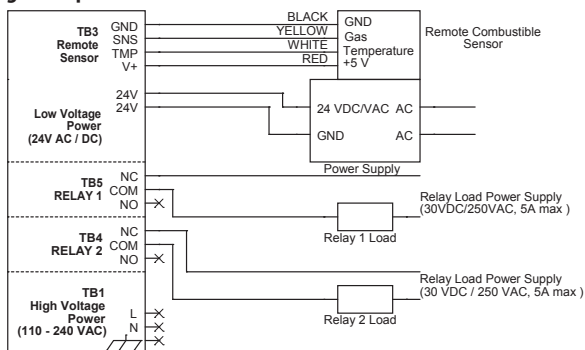 BLACK
YELLOW
WHITE
RED
TB3
Remote
Sensor
GND
SNS
TMP
V+
GND
Gas
Temperature
+5 V
Remote Combustible
Sensor
24V
24V
Low Voltage
Power
(24V AC / DC)
24 VDC/VAC AC
GND AC
Power Supply
TB5
RELAY 1
NC
COM
NO
Relay Load Power Supply
(30VDC/250VAC, 5A max )
Relay 1 Load
TB4
RELAY 2
NC
COM
NO
Relay Load Power Supply
(30 VDC / 250 VAC, 5A max )
Relay 2 Load
TB1
High Voltage
Power
(110 - 240 VAC)
L
N